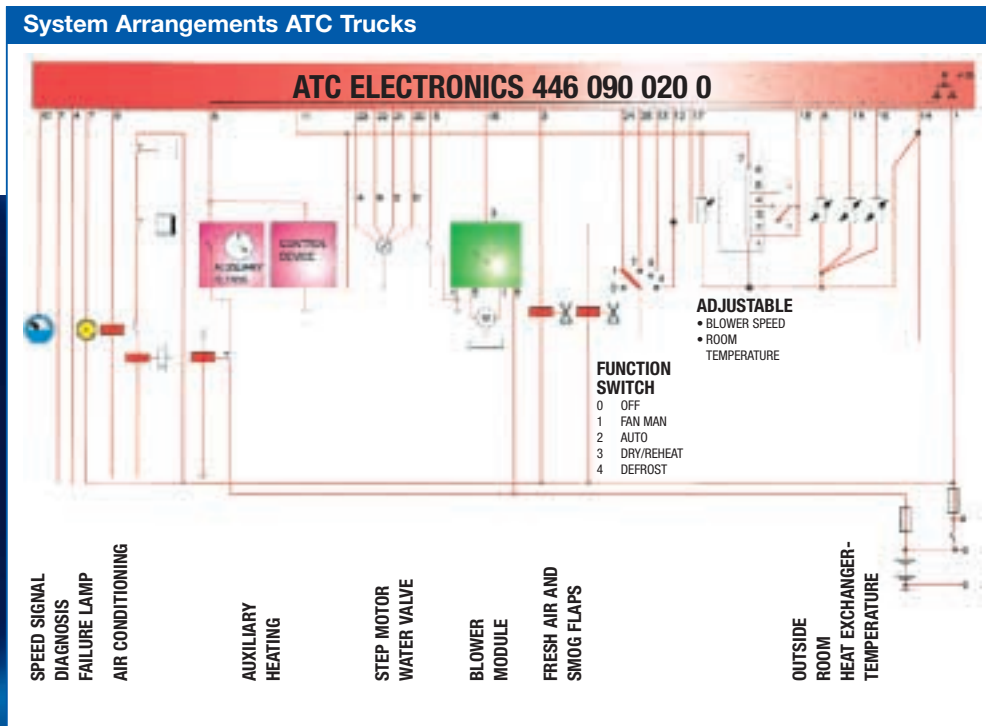 System Arrangements ATC Trucks
ATC ELECTRONICS 446 090 020 0
CONTROL
DEVICE
ADJUSTABLE
• BLOWER SPEED
• ROOM
TEMPERATURE
FUNCTION
SWITCH
0 OFF
1 FAN MAN
2 AUTO
3 DRY/REHEAT
4 DEFROST
SPEED SIGNAL
DIAGNOSIS
FAILURE LAMP
AIR CONDITIONING
AUXILIARY
HEATING
STEP MOTOR
WATER VALVE
BLOWER
MODULE
FRESH AIR AND
SMOG FLAPS
OUTSIDE
ROOM
HEAT EXCHANGER-
TEMPERATURE